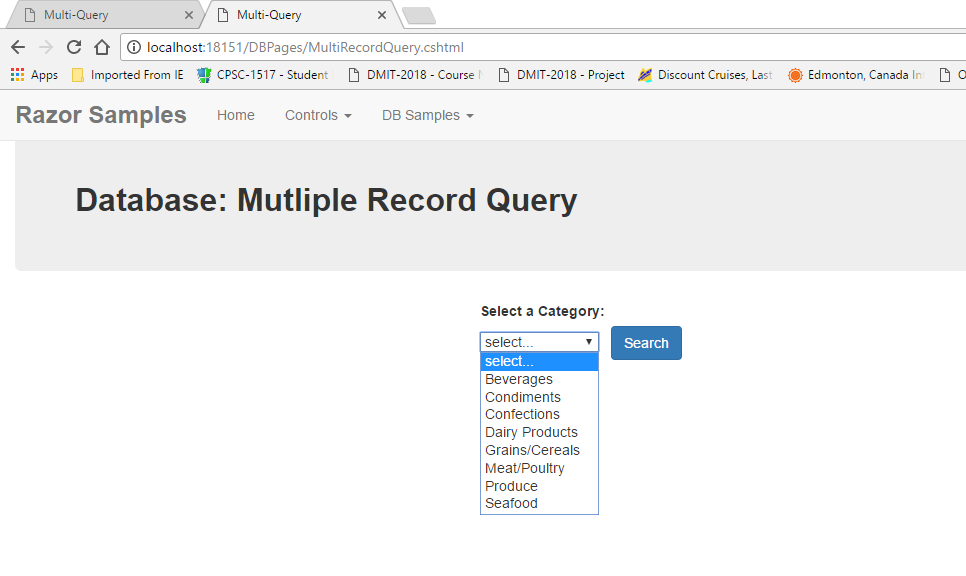 Multi-Query Multi-Query
localhost:18151/DBPages/MultiRecordQuery.cshtml
Apps Imported From IE CPSC-1517 - Student DMIT-2018 - Course DMIT-2018 - Project Discount Cruises, Last Edmonton, Canada In
Razor Samples Home Controls DB Samples
Database: Mutliple Record Query
Select a Category:
select... Search
select...
Beverages
Condiments
Confections
Dairy Products
Grains/Cereals
Meat/Poultry
Produce
Seafood